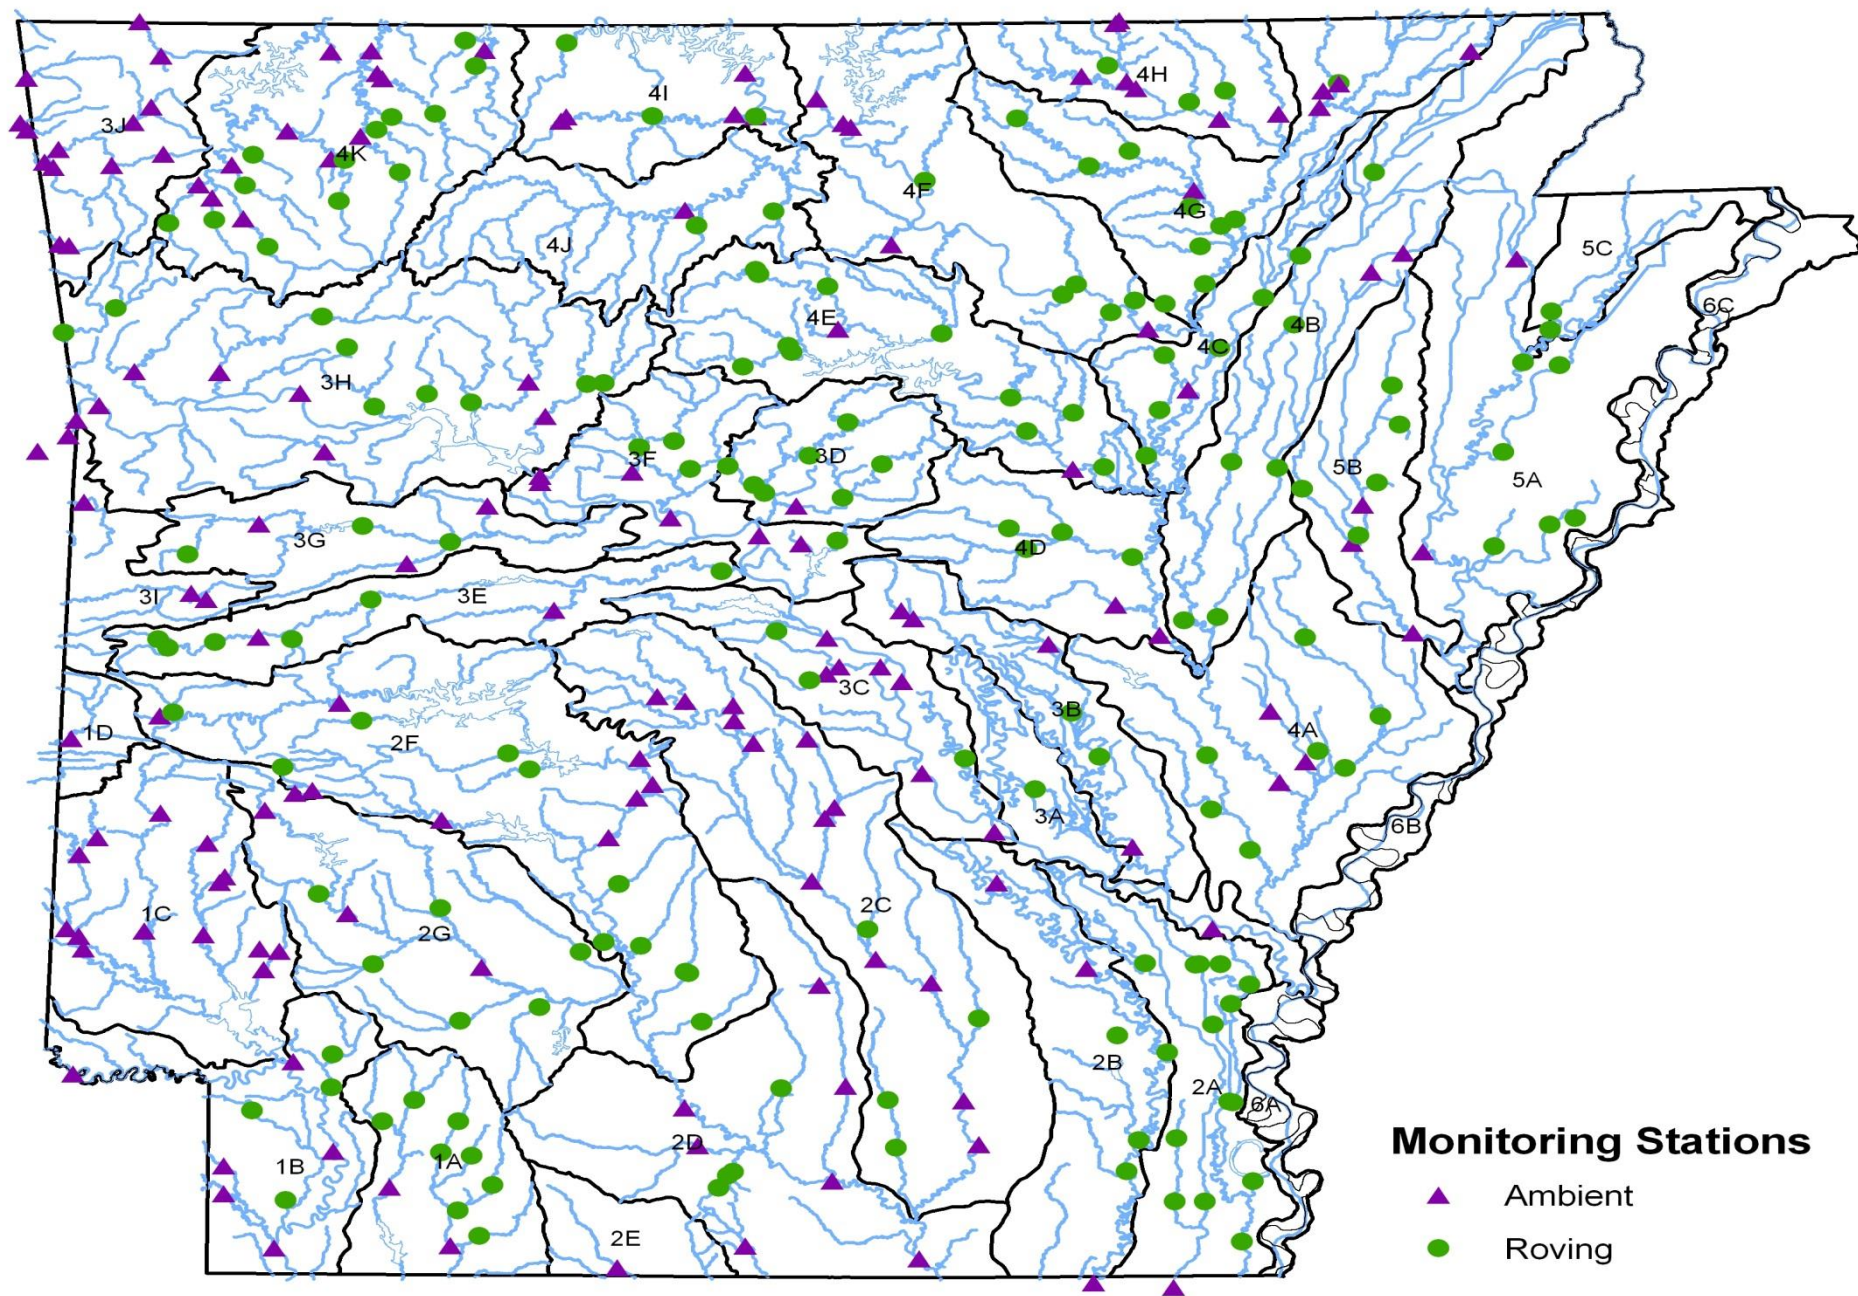 4H
4I
3J
4K
4F
4G
4J
5C
6C
4E
4B
4C
3H
3F
3D
5B
5A
3G
4D
3I
3E
3C
3B
1D
2F
4A
3A
6B
1C
2C
2G
2B
2A
6A
2D
1A
1B
2E
Monitoring Stations
Ambient
Roving